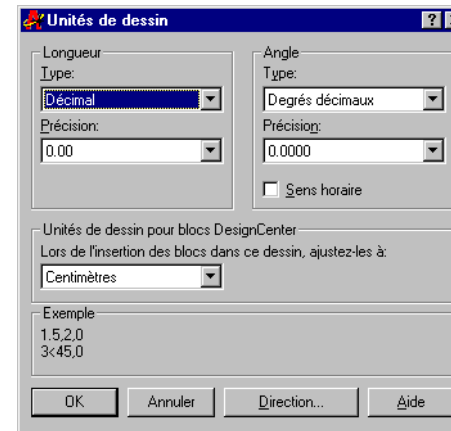 Unités de dessin
Longueur
Type:
Décimal
Précision:
0.00
Angle
Type:
Degrés décimaux
Précision:
0.0000
Sens horaire
Unités de dessin pour blocs DesignCenter
Lors de l'insertion des blocs dans ce dessin, ajustez-les à:
Centimètres
Exemple
1.5,2,0
3<45,0
OK Annuler Direction... Aide